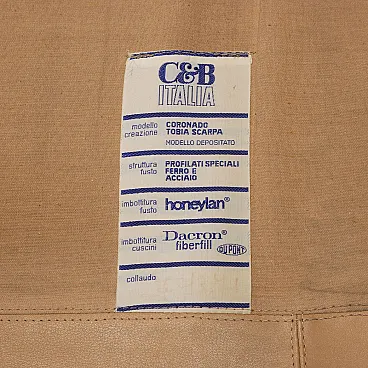 C&B
ITALIA
modello creazione CORONADO
TOBIA SCARPA
MODELLO DEPOSITATO
struttura fusto PROFILATI SPECIALI
FERRO E
ACCIAIO
imbottitura fusto honeylan®
imbottitura cuscini Dacron®
fiberfill
DUPONT
collaudo